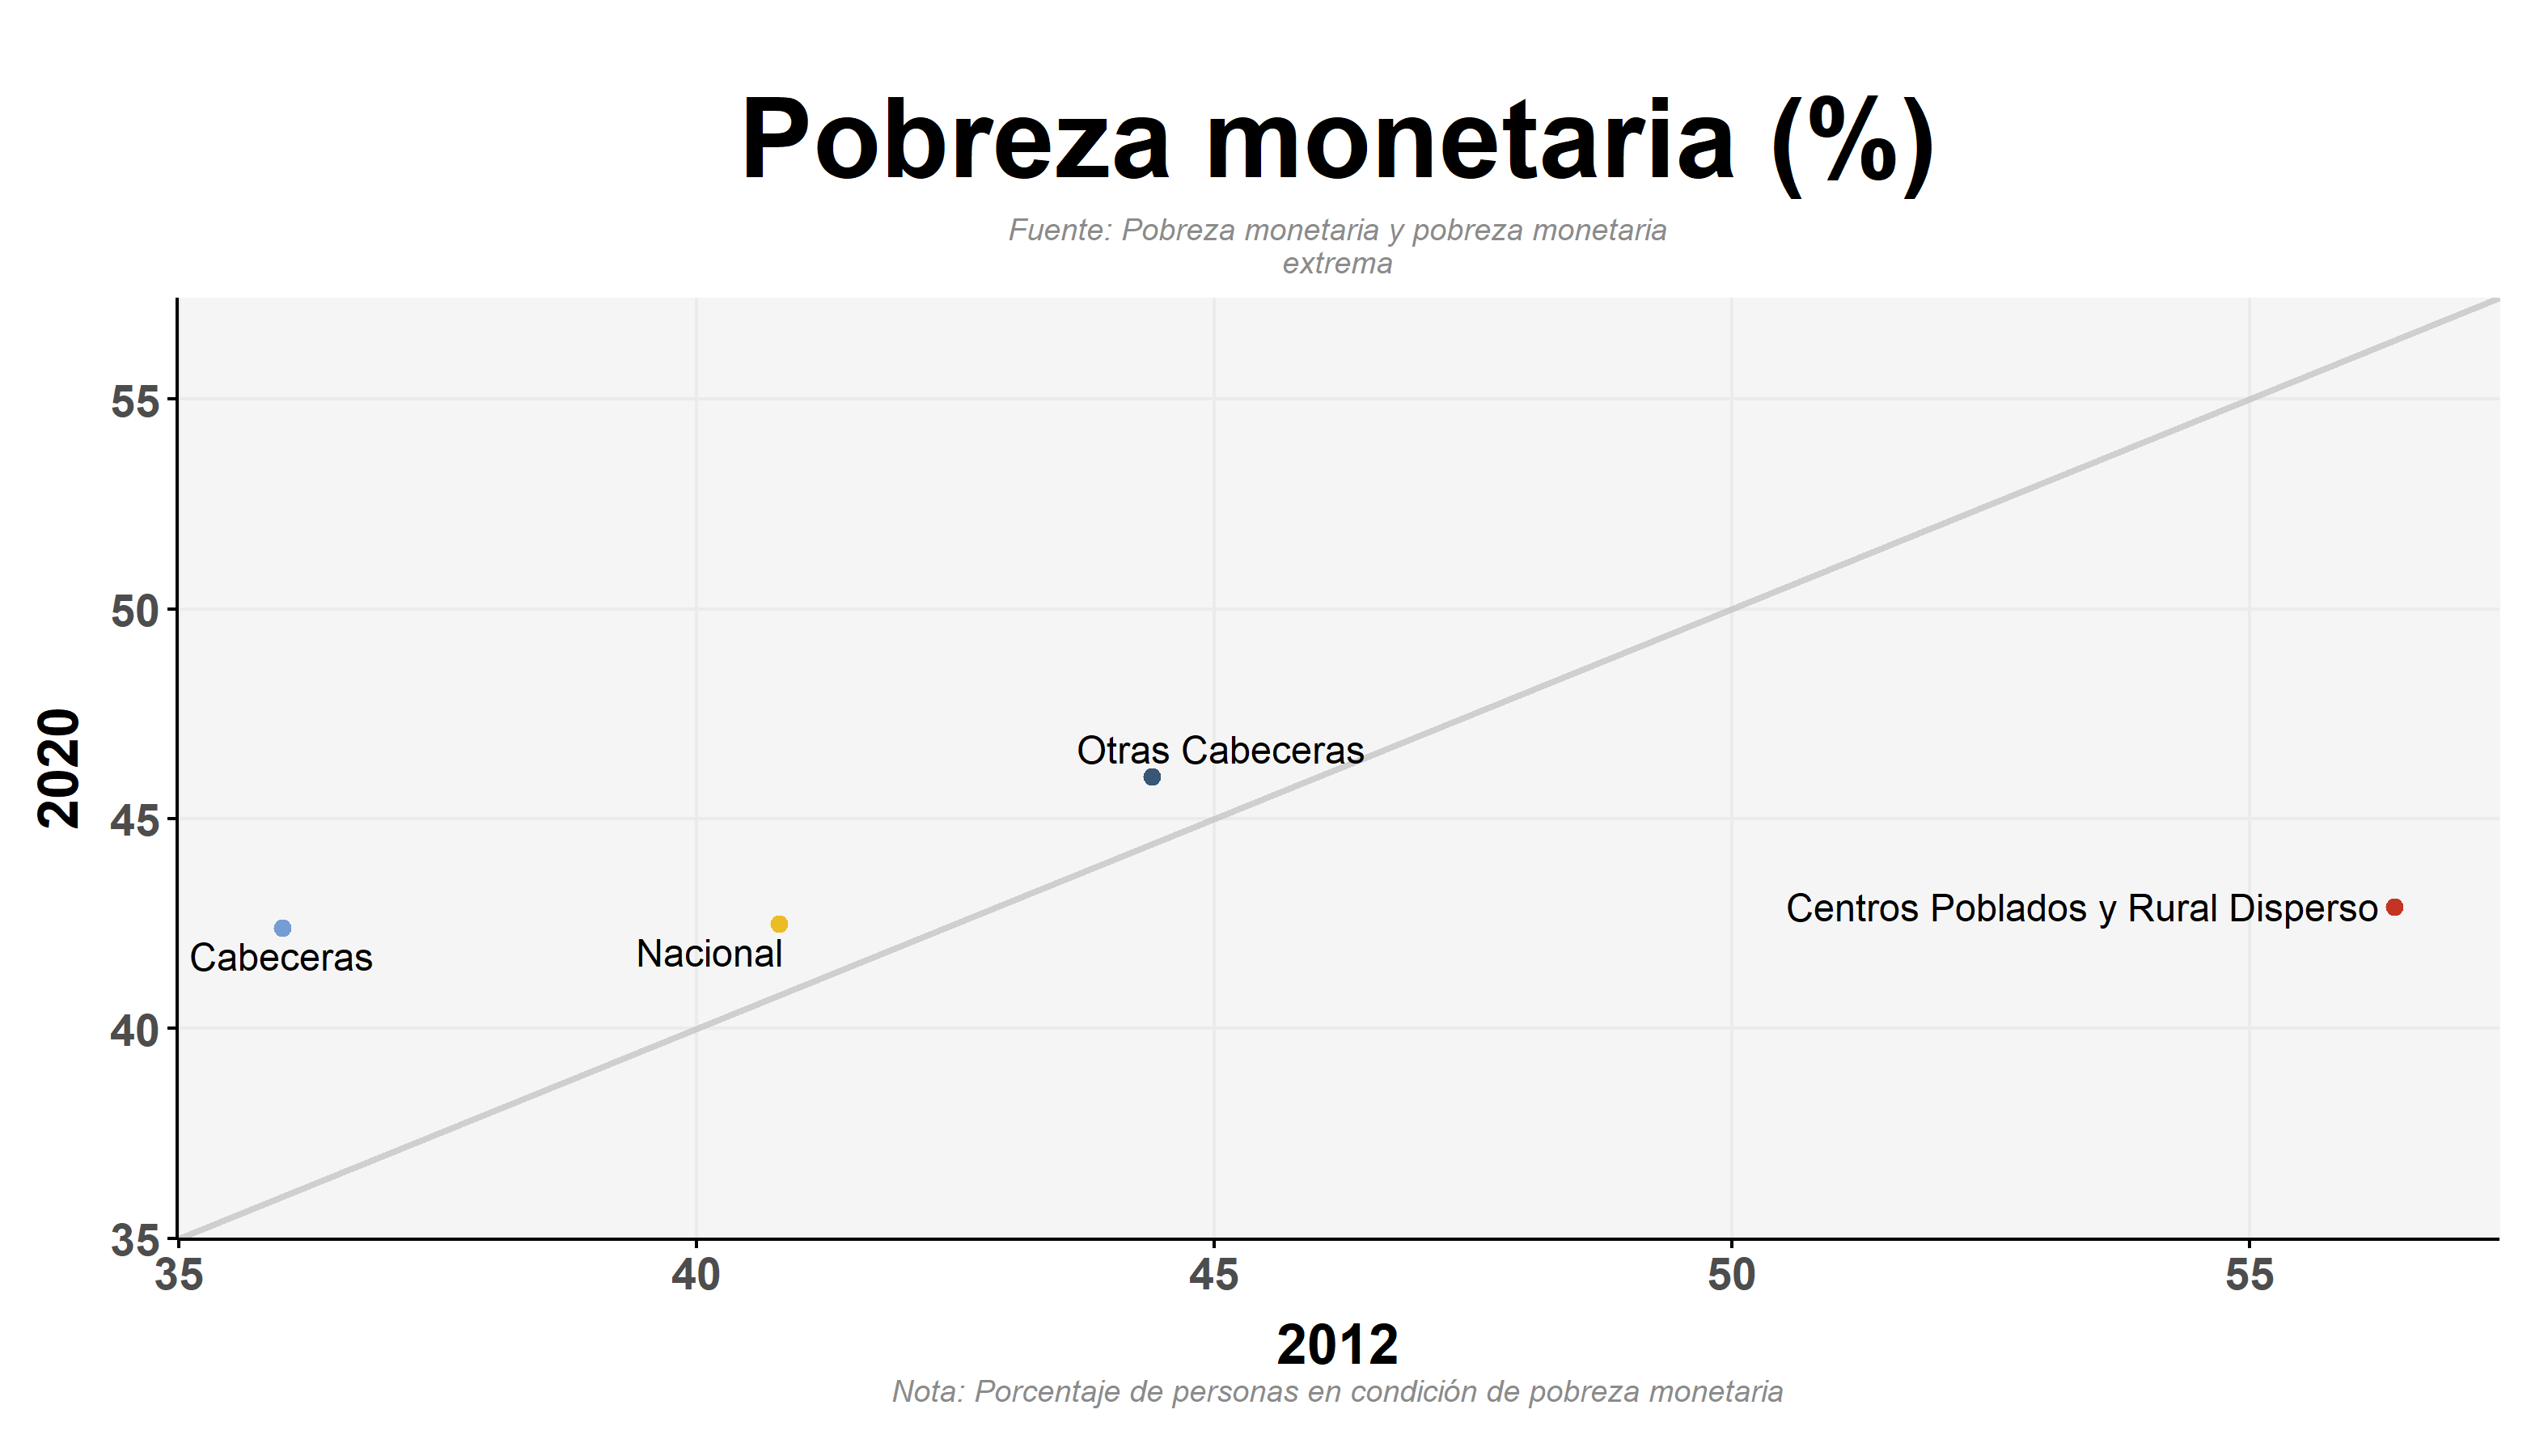 Pobreza monetaria (%)
Fuente: Pobreza monetaria y pobreza monetaria
extrema
55
50
45
40
35
2020
Otras Cabeceras
Centros Poblados y Rural Disperso
Cabeceras
Nacional
35
40
45
50
55
2012
Nota: Porcentaje de personas en condición de pobreza monetaria